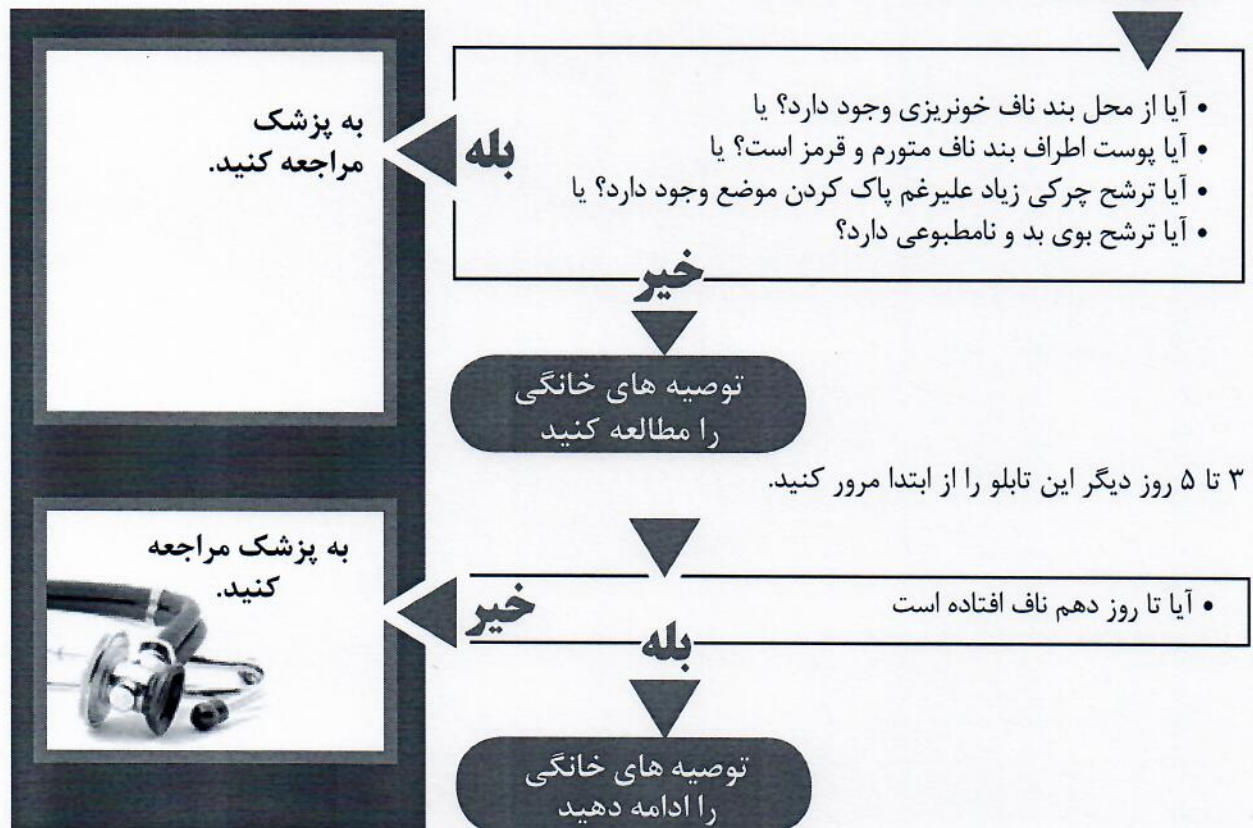 • آیا از محل بند ناف خونریزی وجود دارد؟ یا
• آیا پوست اطراف بند ناف متورم و قرمز است؟ یا
• آیا ترشح چرکی زیاد علیرغم پاک کردن موضع وجود دارد؟ یا
• آیا ترشح بوی بد و نامطبوعی دارد؟
بله
به پزشک
مراجعه کنید.
خیر
توصیه های خانگی
را مطالعه کنید
۳ تا ۵ روز دیگر این تابلو را از ابتدا مرور کنید.
• آیا تا روز دهم ناف افتاده است
خیر
به پزشک مراجعه
کنید.
بله
توصیه های خانگی
را ادامه دهید